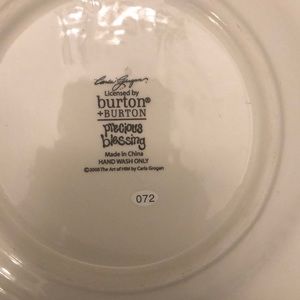 Carla Grogan
Licensed by
burton®
+BURTON
precious
blessing
Made in China
HAND WASH ONLY
©2008 The Art of HIM by Carla Grogan
072